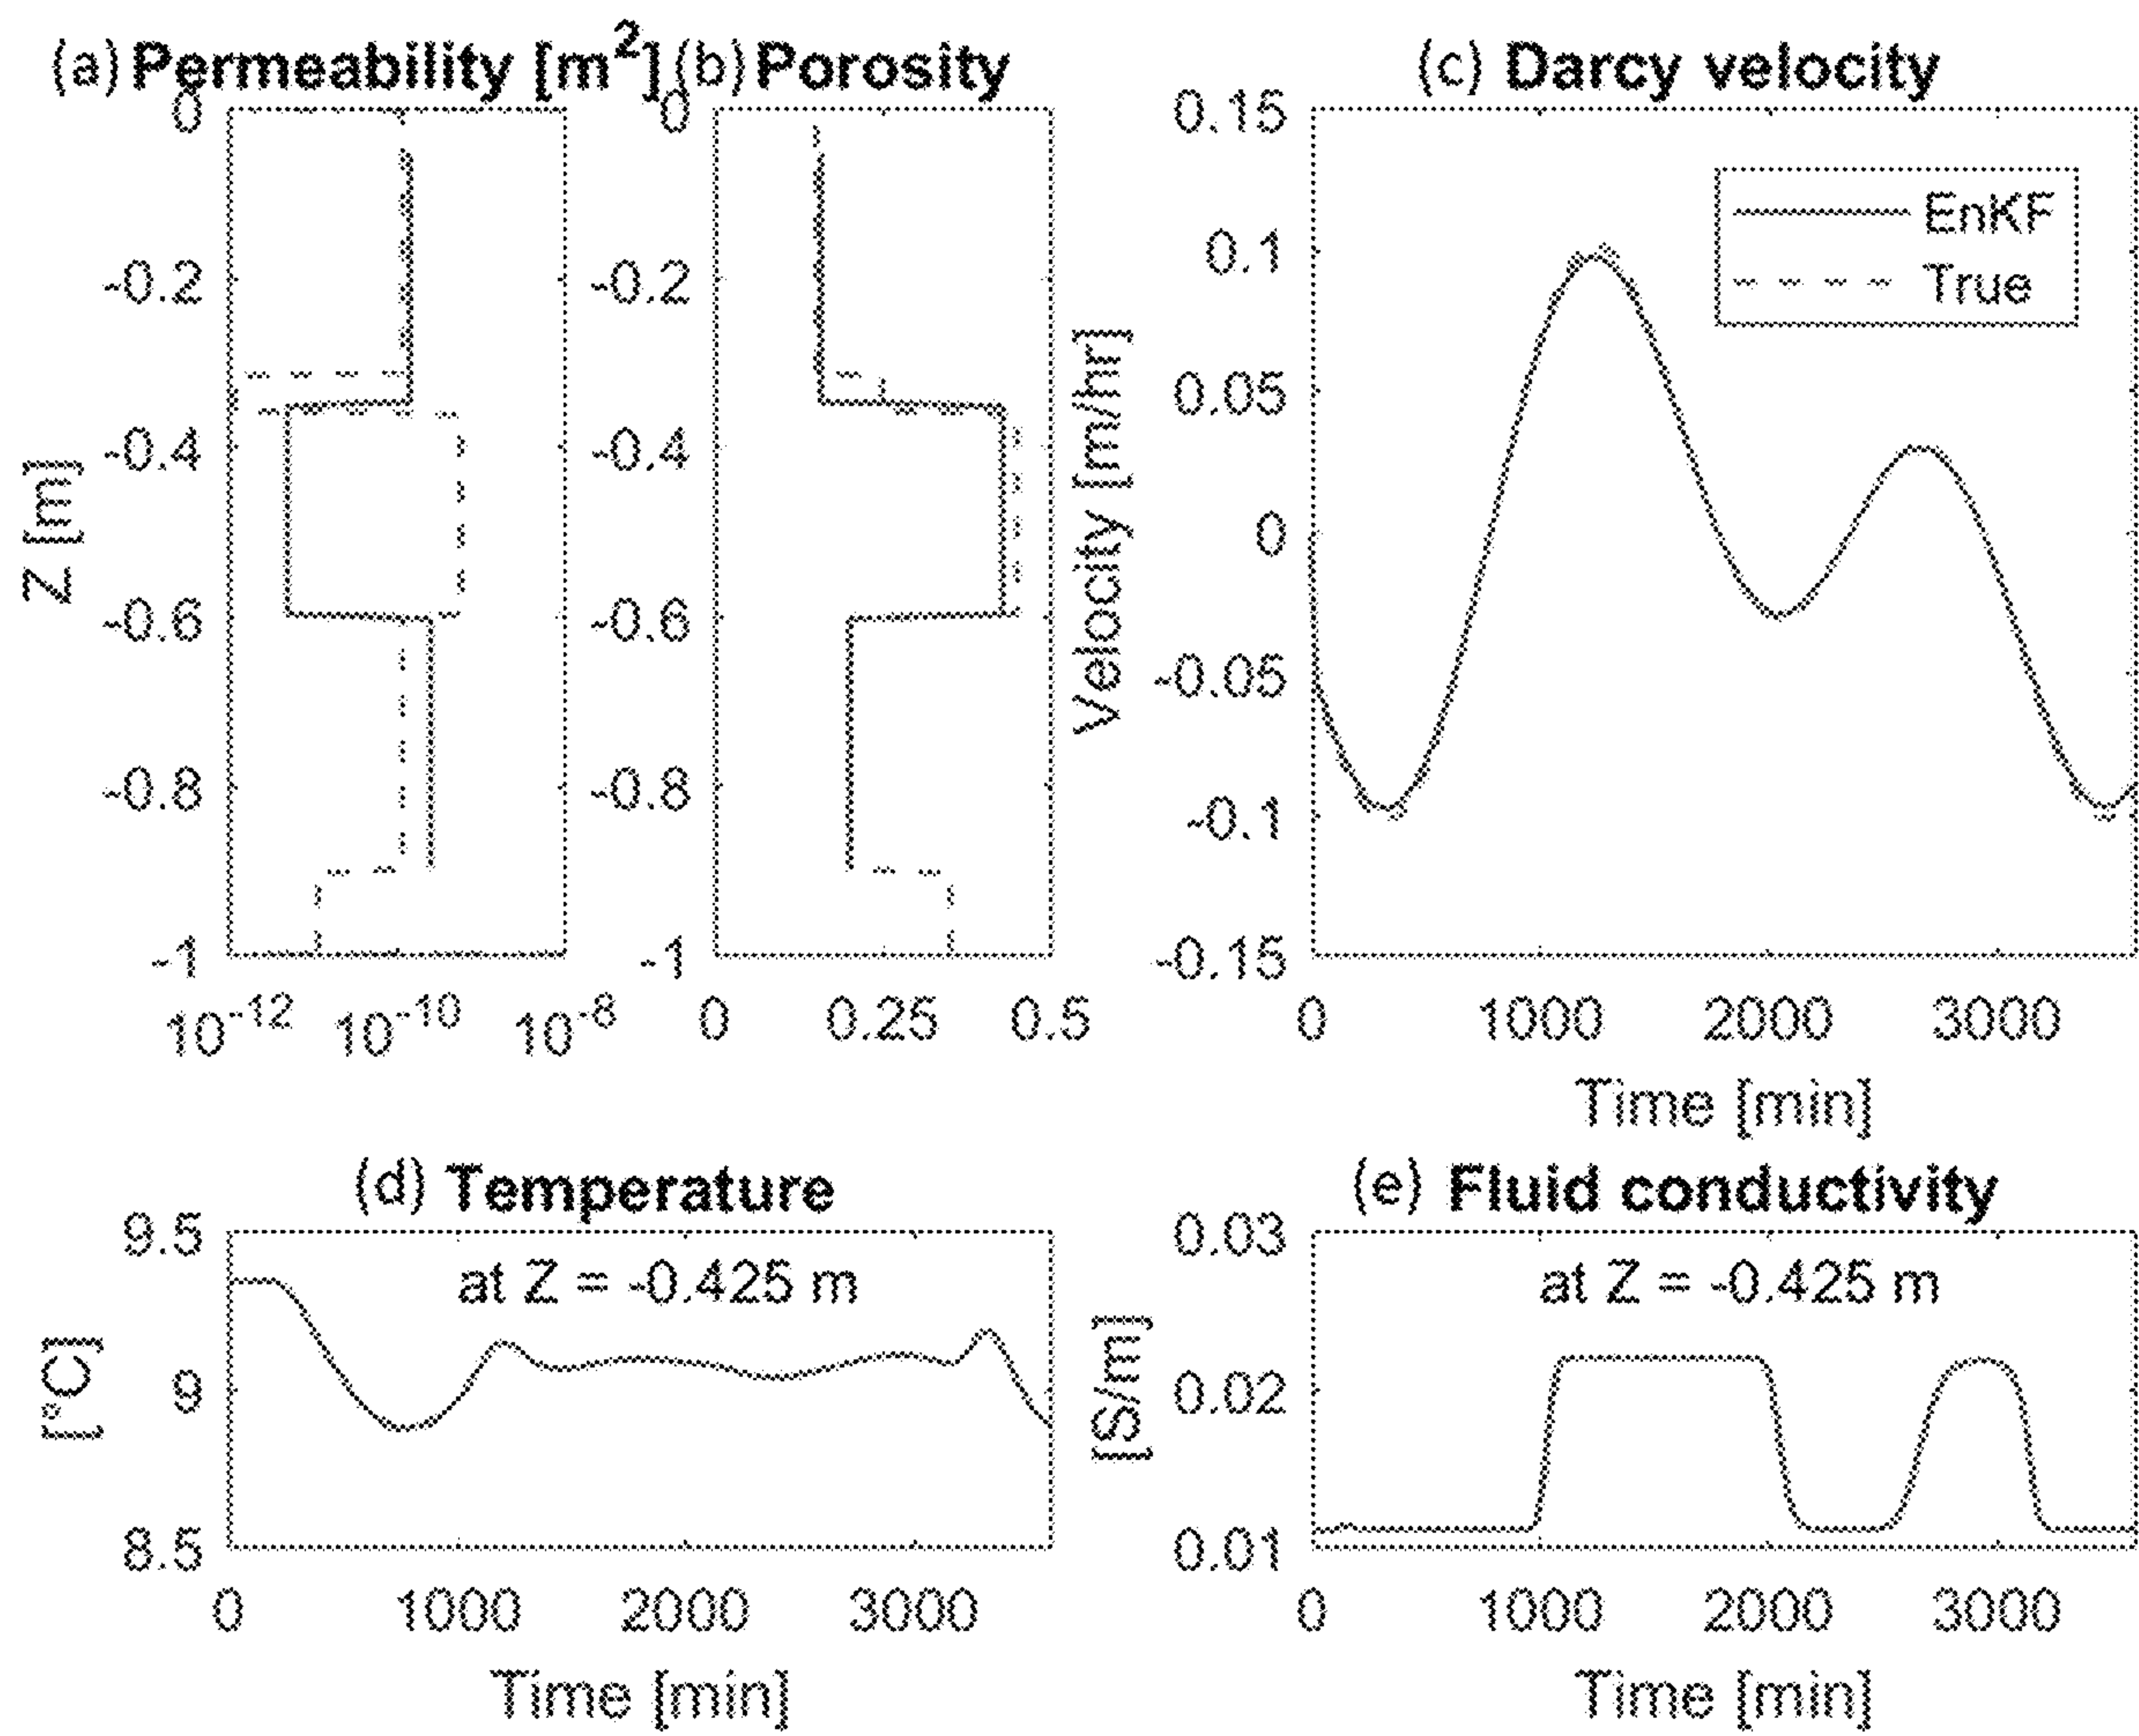 (a) Permeability [m²] (b) Porosity (c) Darcy velocity
0 0 0.15
EnKF
0.1
-0.2 -0.2
True
0.05
-0.4 -0.4
Z [m]
Velocity [m/hr]
0
-0.6 -0.6
-0.05
-0.8 -0.8
-0.1
-1 -1 -0.15
10⁻¹² 10⁻¹⁰ 10⁻⁸ 0 0.25 0.5 0 1000 2000 3000
Time [min]
(d) Temperature (e) Fluid conductivity
9.5 0.03
at Z = -0.425 m at Z = -0.425 m
[°C] [S/m]
9 0.02
8.5 0.01
0 1000 2000 3000 0 1000 2000 3000
Time [min] Time [min]